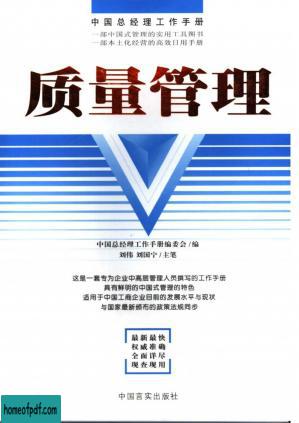 中国总经理工作手册
一部中国式管理的实用工具图书
一部本土化经营的高效日用手册
质量管理
中国总经理工作手册编委会/编
刘伟 刘国宁/主笔
这是一套专为企业中高层管理人员撰写的工作手册
具有鲜明的中国式管理的特色
适用于中国工商企业目前的发展水平与现状
与国家最新颁布的政策法规同步
最新最快
权威准确
全面详尽
现查现用
中国言实出版社
homeofpdf.com
homeofpdf.com